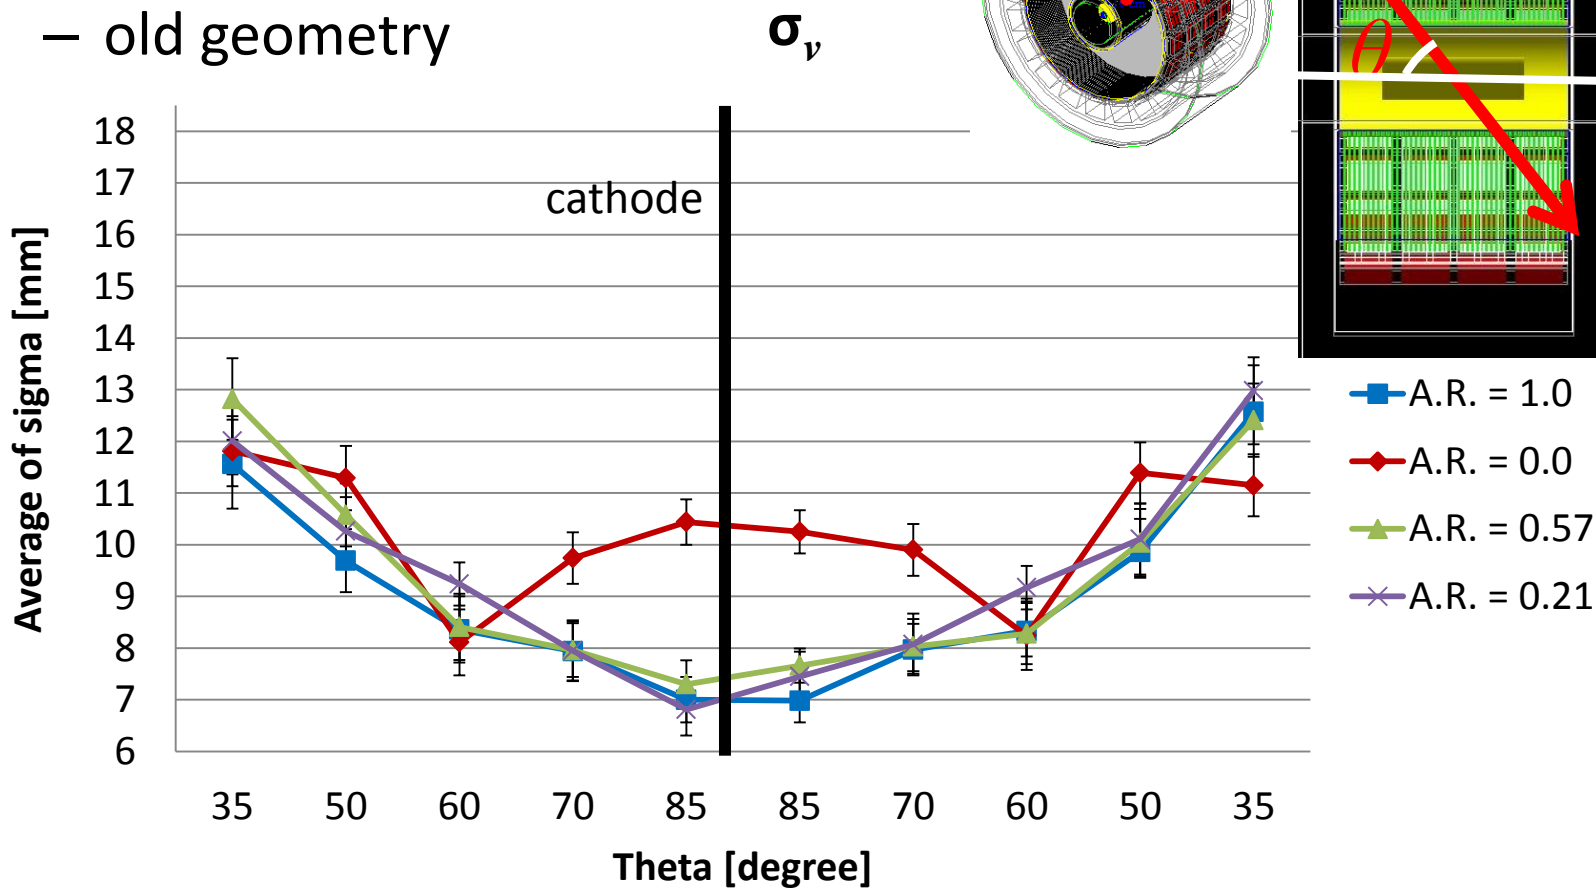 – old geometry
σᵥ
θ
cathode
18
17
16
15
14
13
12
11
10
9
8
7
6
Average of sigma [mm]
35 50 60 70 85 85 70 60 50 35
Theta [degree]
A.R. = 1.0
A.R. = 0.0
A.R. = 0.57
A.R. = 0.21